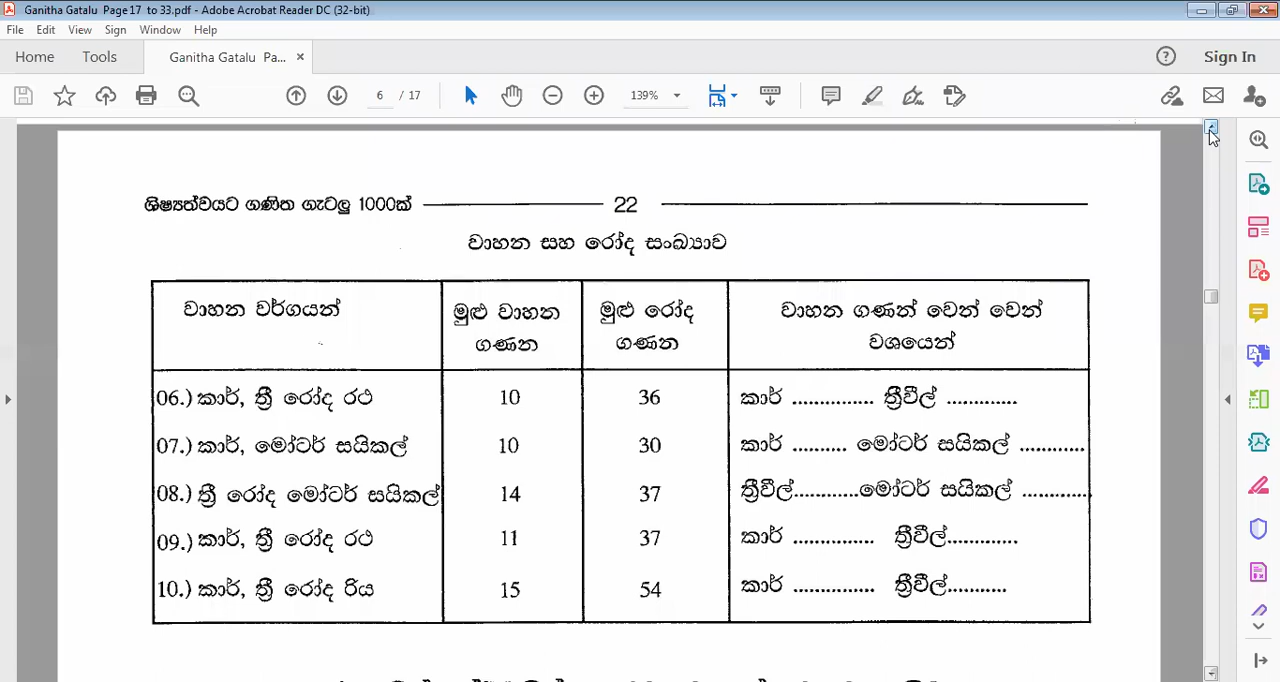 Ganitha Gatalu Page 17 to 33.pdf - Adobe Acrobat Reader DC (32-bit)
File Edit View Sign Window Help
Home Tools Ganitha Gatalu Pa... × Sign In
6 / 17 139%
ශිෂ්‍යත්වයට ගණිත ගැටලු 1000ක් 22
වාහන සහ රෝද සංඛ්‍යාව
වාහන වර්ගයන් මුළු වාහන ගණන මුළු රෝද ගණන වාහන ගණන් වෙන් වෙන් වශයෙන්
06.) කාර්, ත්‍රී රෝද රථ 10 36 කාර් ............... ත්‍රීවීල් .............
07.) කාර්, මෝටර් සයිකල් 10 30 කාර් .......... මෝටර් සයිකල් ............
08.) ත්‍රී රෝද මෝටර් සයිකල් 14 37 ත්‍රීවීල්............මෝටර් සයිකල් .............
09.) කාර්, ත්‍රී රෝද රථ 11 37 කාර් ............... ත්‍රීවීල්.............
10.) කාර්, ත්‍රී රෝද රිය 15 54 කාර් ............... ත්‍රීවීල්...........